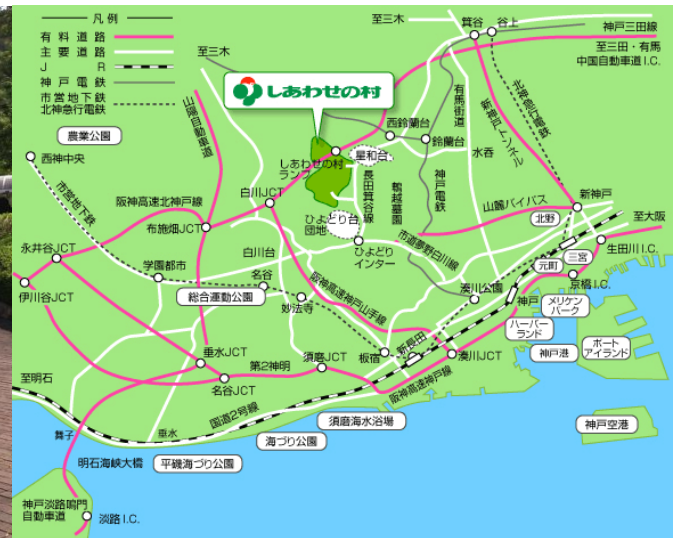 凡例
有料道路
主要道路
JR
神戸電鉄
市営地下鉄
北神急行電鉄
至三木
至三木
箕谷
谷上
神戸三田線
至三田・有馬
中国自動車道I.C.
しあわせの村
山陽自動車道
有馬街道
北神急行電鉄
新神戸トンネル
農業公園
西神中央
西鈴蘭台
鈴蘭台
星和台
しあわせの村
ランプ
水呑
市営地下鉄
阪神高速北神戸線
白川JCT
長田箕谷線
鵯越墓園
神戸電鉄
山麓バイパス
新神戸
北野
至大阪
布施畑JCT
ひよどり台
団地
永井谷JCT
学園都市
白川台
名谷
ひよどり
インター
市道夢野白川線
生田川I.C.
三宮
元町
京橋I.C.
伊川谷JCT
総合運動公園
妙法寺
阪神高速神戸山手線
湊川公園
神戸
メリケン
パーク
ハーバー
ランド
ポート
アイランド
神戸港
垂水JCT
第2神明
須磨JCT
板宿
新長田
湊川JCT
至明石
名谷JCT
阪神高速神戸線
国道2号線
須磨海水浴場
舞子
垂水
海づり公園
神戸空港
明石海峡大橋
平磯海づり公園
神戸淡路鳴門
自動車道
淡路I.C.